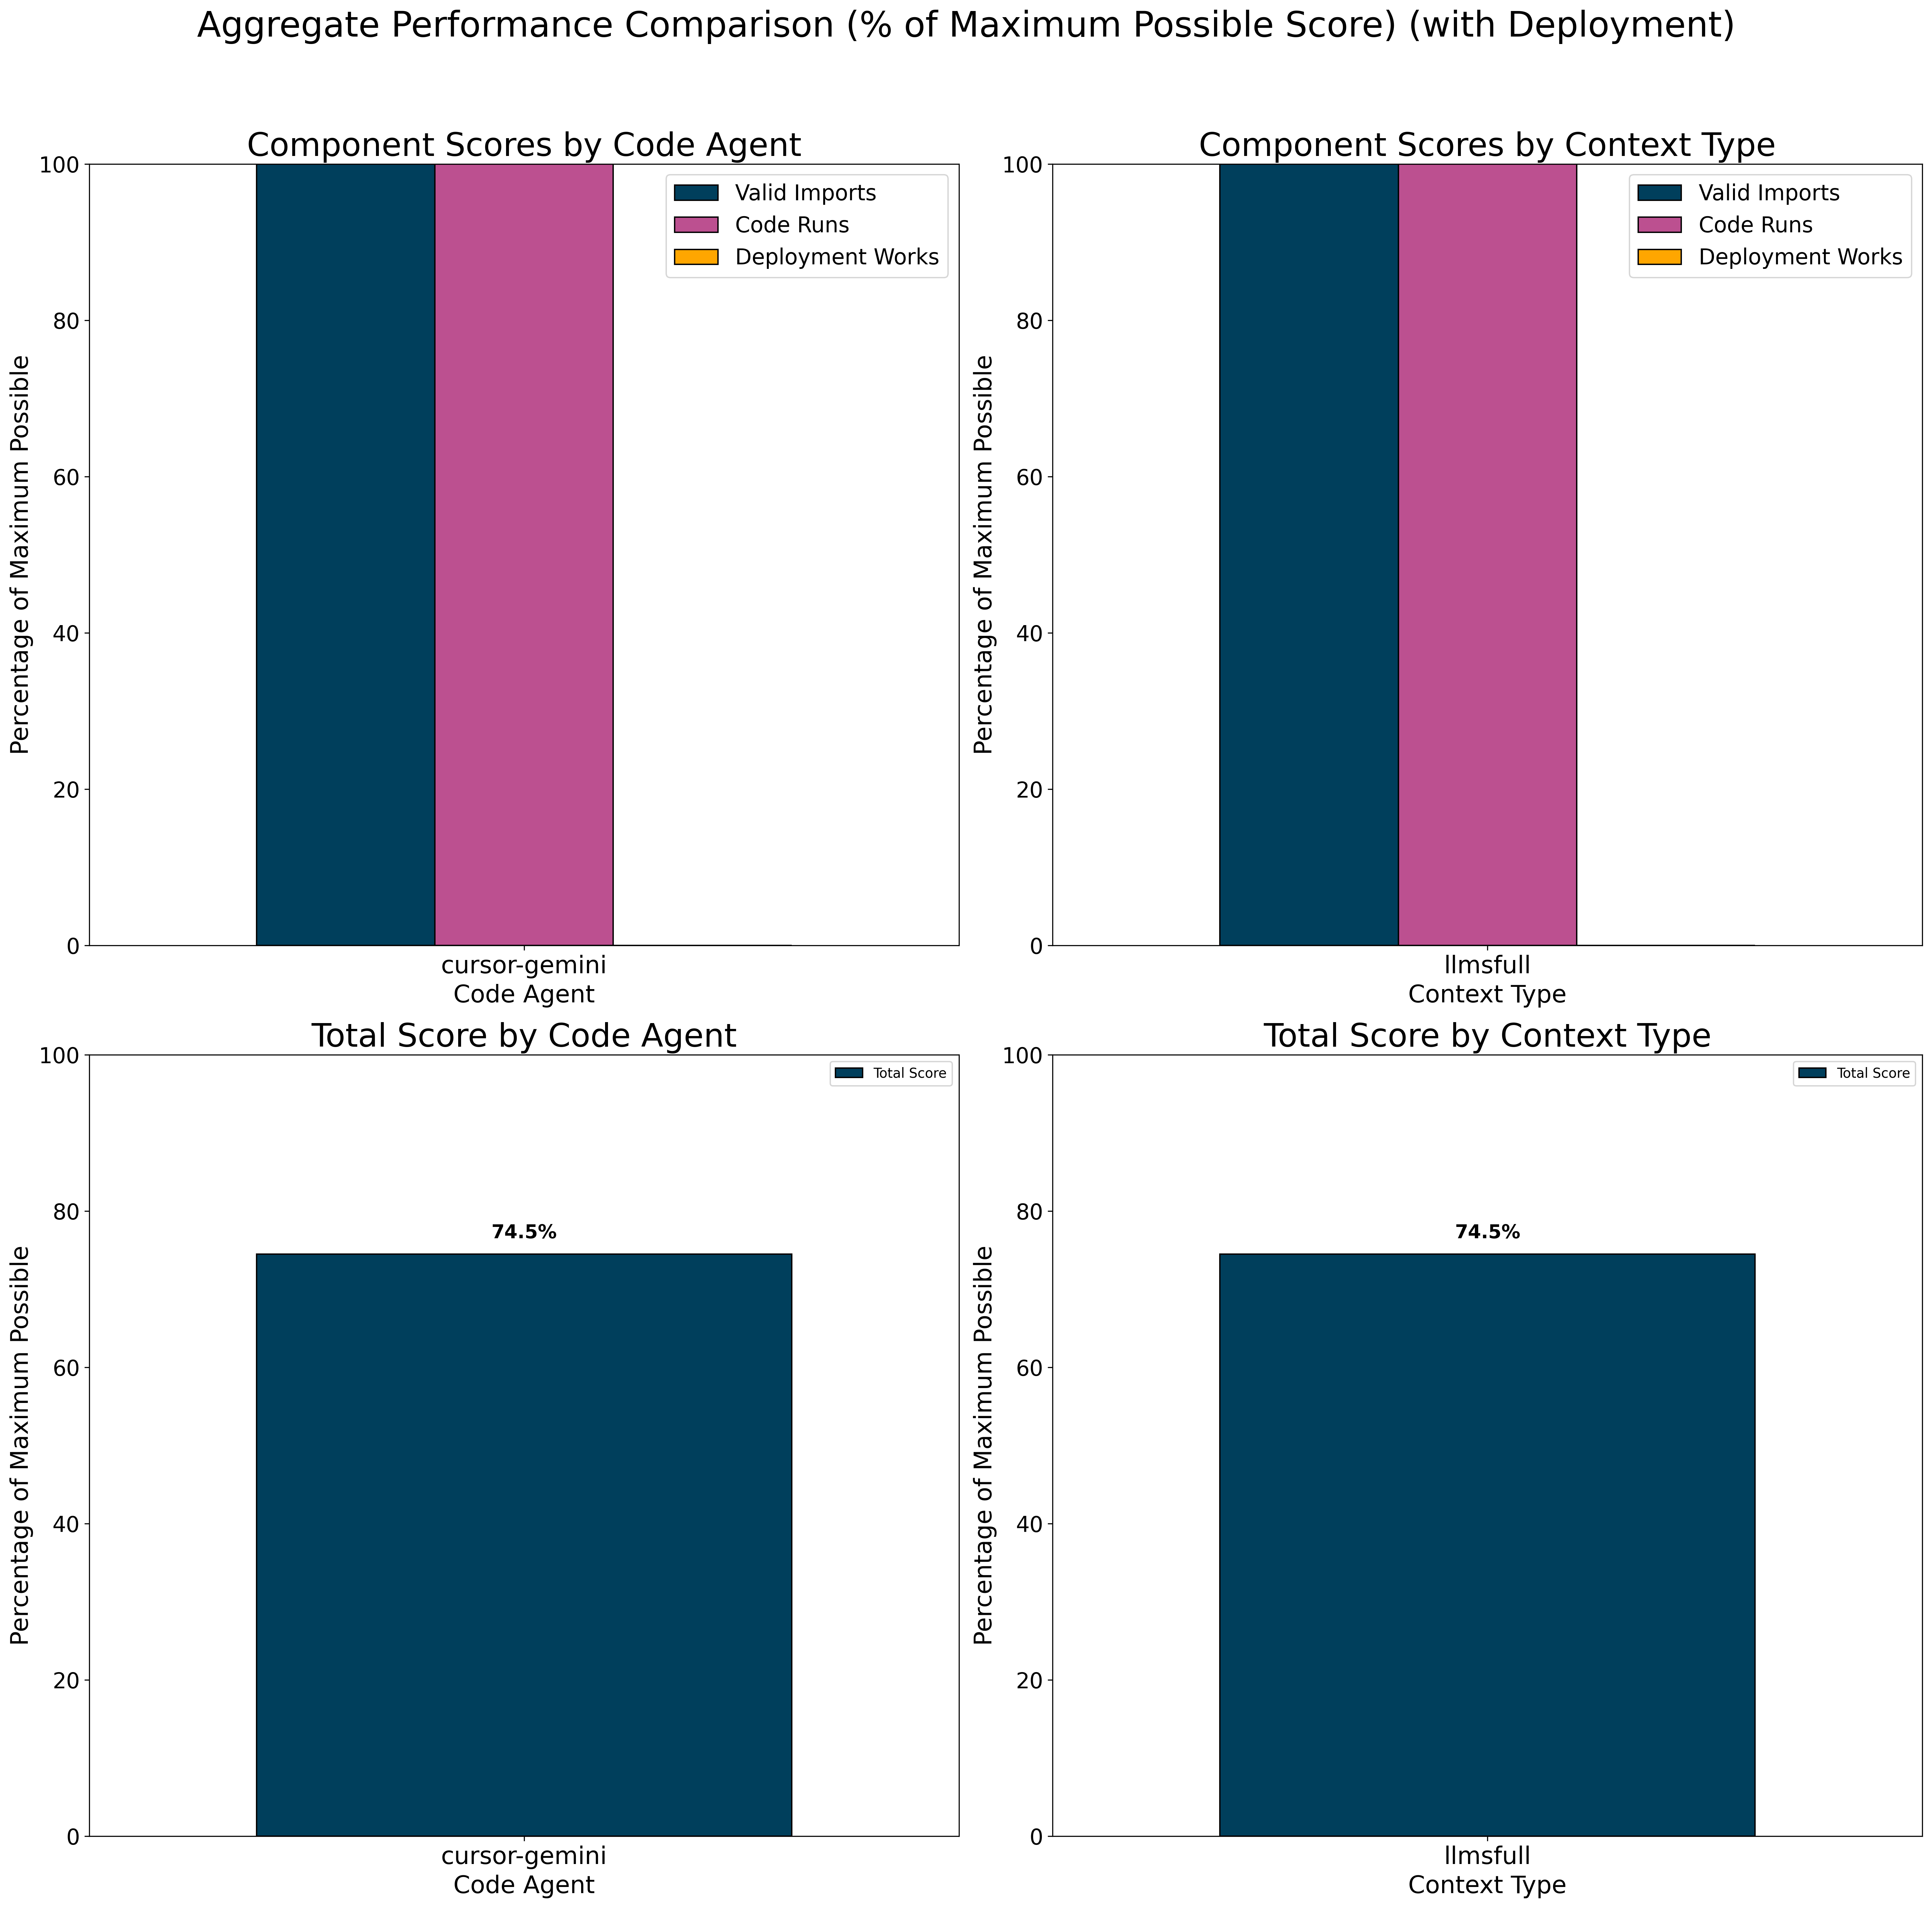 Aggregate Performance Comparison (% of Maximum Possible Score) (with Deployment)
Component Scores by Code Agent
Percentage of Maximum Possible
100
80
60
40
20
0
Valid Imports
Code Runs
Deployment Works
cursor-gemini
Code Agent
Component Scores by Context Type
Percentage of Maximum Possible
100
80
60
40
20
0
Valid Imports
Code Runs
Deployment Works
llmsfull
Context Type
Total Score by Code Agent
Percentage of Maximum Possible
100
80
60
40
20
0
Total Score
74.5%
cursor-gemini
Code Agent
Total Score by Context Type
Percentage of Maximum Possible
100
80
60
40
20
0
Total Score
74.5%
llmsfull
Context Type